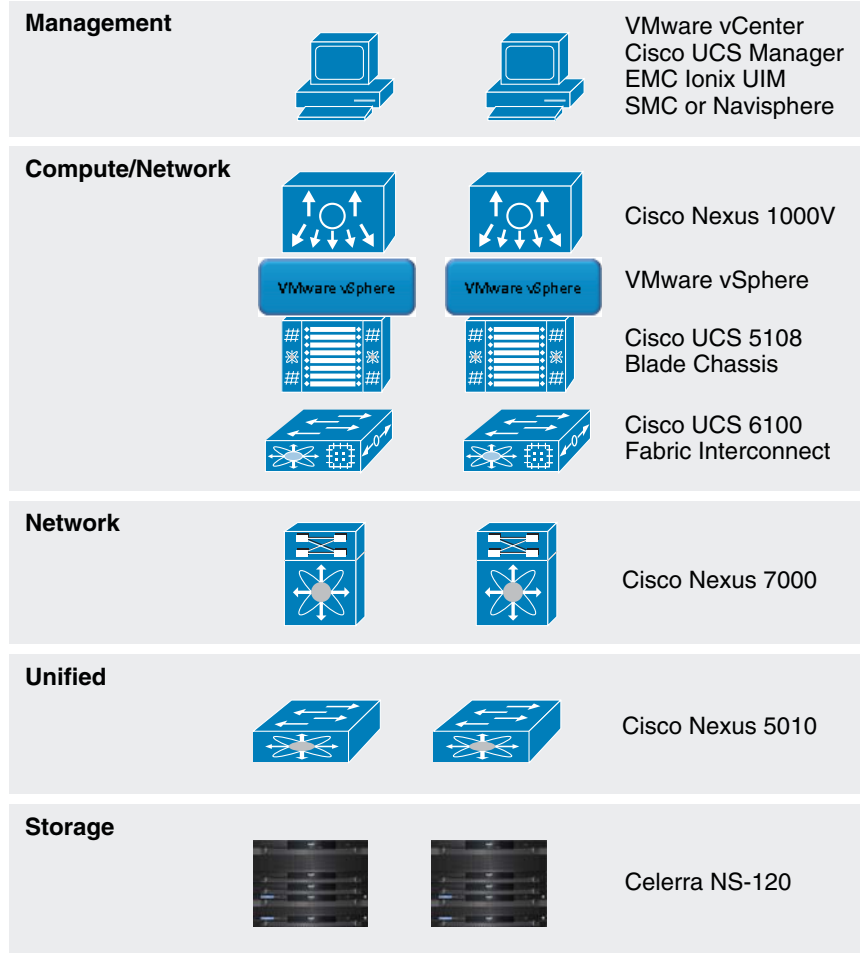 Management
VMware vCenter
Cisco UCS Manager
EMC Ionix UIM
SMC or Navisphere
Compute/Network
Cisco Nexus 1000V
VMware vSphere
VMware vSphere
VMware vSphere
Cisco UCS 5108
Blade Chassis
Cisco UCS 6100
Fabric Interconnect
Network
Cisco Nexus 7000
Unified
Cisco Nexus 5010
Storage
Celerra NS-120